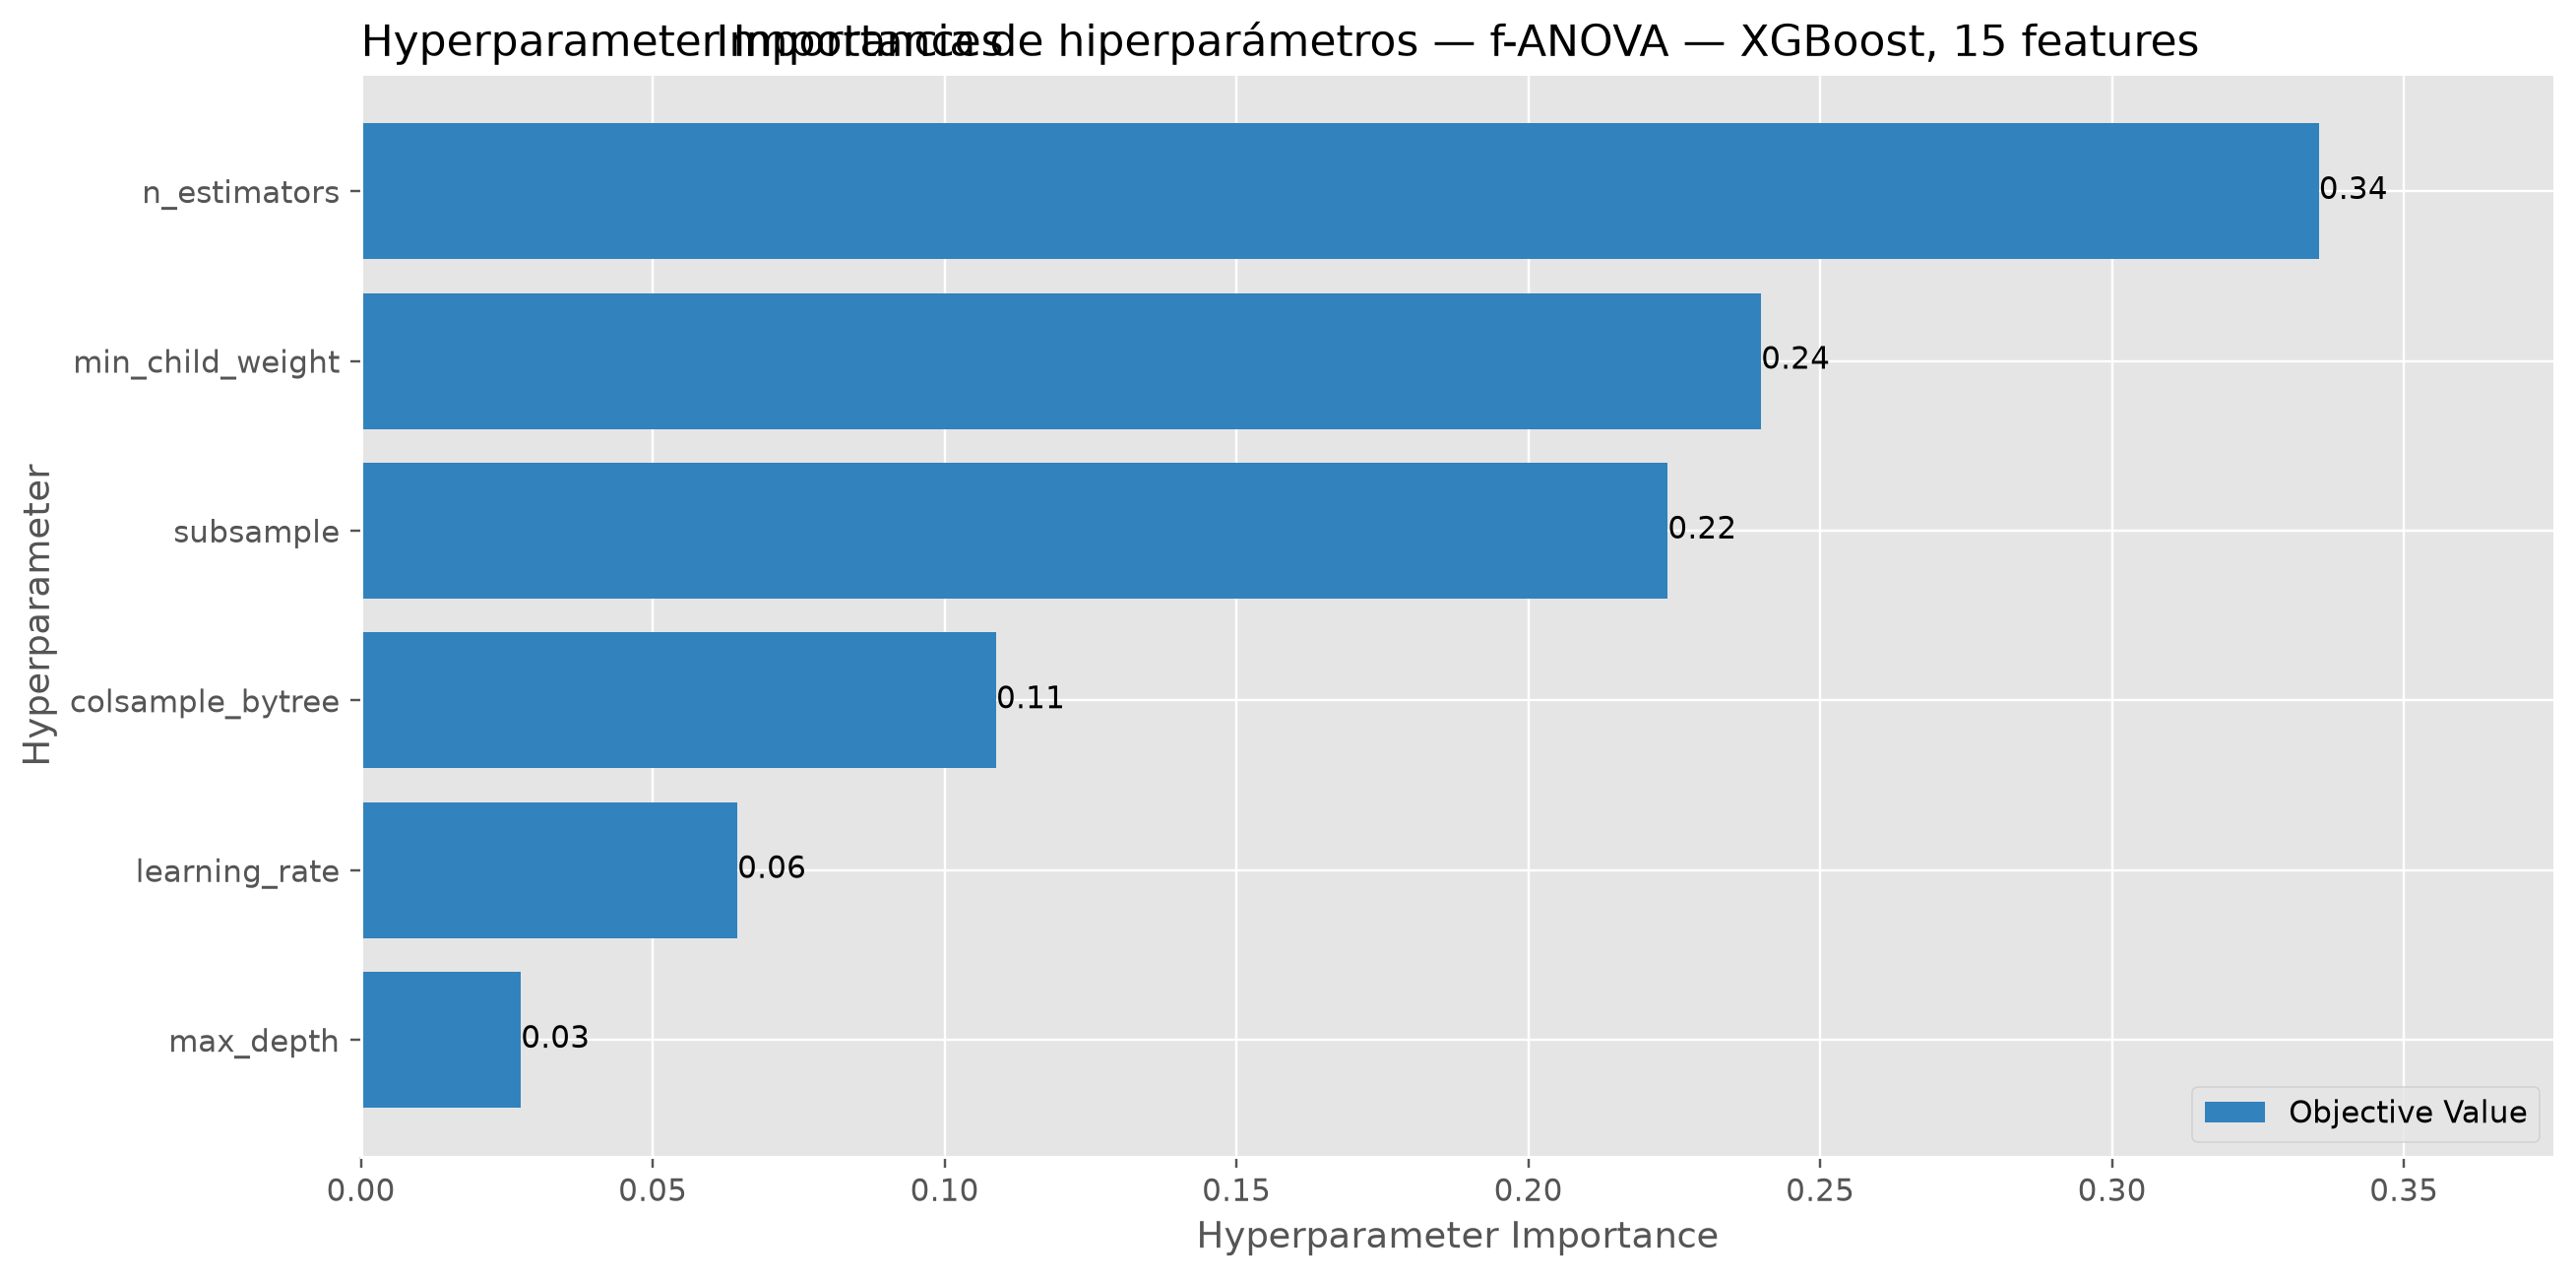 Hyperparameter Importances
Importancia de hiperparámetros — f-ANOVA — XGBoost, 15 features
n_estimators
0.34
min_child_weight
0.24
subsample
0.22
colsample_bytree
0.11
learning_rate
0.06
max_depth
0.03
Hyperparameter
Objective Value
0.00 0.05 0.10 0.15 0.20 0.25 0.30 0.35
Hyperparameter Importance